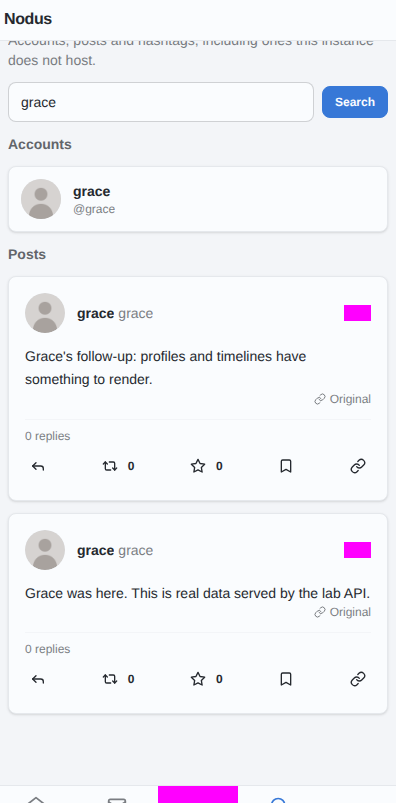 Nodus
Accounts, posts and hashtags, including ones this instance
does not host.
grace
Search
Accounts
grace
@grace
Posts
grace grace
Grace's follow-up: profiles and timelines have
something to render.
Original
0 replies
0
0
grace grace
Grace was here. This is real data served by the lab API.
Original
0 replies
0
0